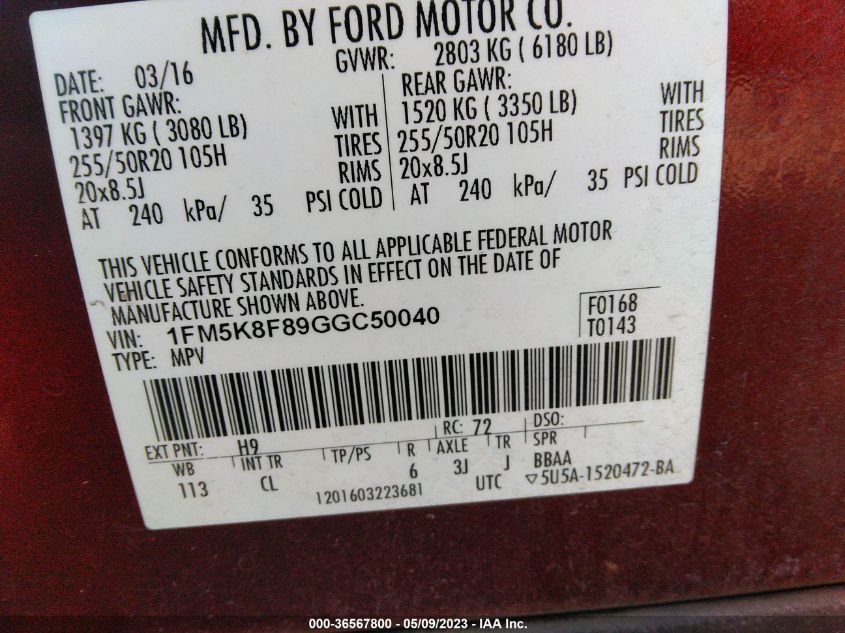 MFD. BY FORD MOTOR CO.
DATE: 03/16 GVWR: 2803 KG ( 6180 LB)
FRONT GAWR: REAR GAWR:
1397 KG ( 3080 LB) WITH 1520 KG ( 3350 LB) WITH
255/50R20 105H TIRES 255/50R20 105H TIRES
20x8.5J RIMS 20x8.5J RIMS
AT 240 kPa/ 35 PSI COLD AT 240 kPa/ 35 PSI COLD
THIS VEHICLE CONFORMS TO ALL APPLICABLE FEDERAL MOTOR
VEHICLE SAFETY STANDARDS IN EFFECT ON THE DATE OF
MANUFACTURE SHOWN ABOVE.
VIN: 1FM5K8F89GGC50040 F0168
TYPE: MPV T0143
EXT PNT: H9 RC: 72 DSO:
WB INT TR TP/PS R AXLE TR SPR
113 CL 6 3J J BBAA
1201603223681 UTC ▽5U5A-1520472-BA
000-36567800 - 05/09/2023 - IAA Inc.